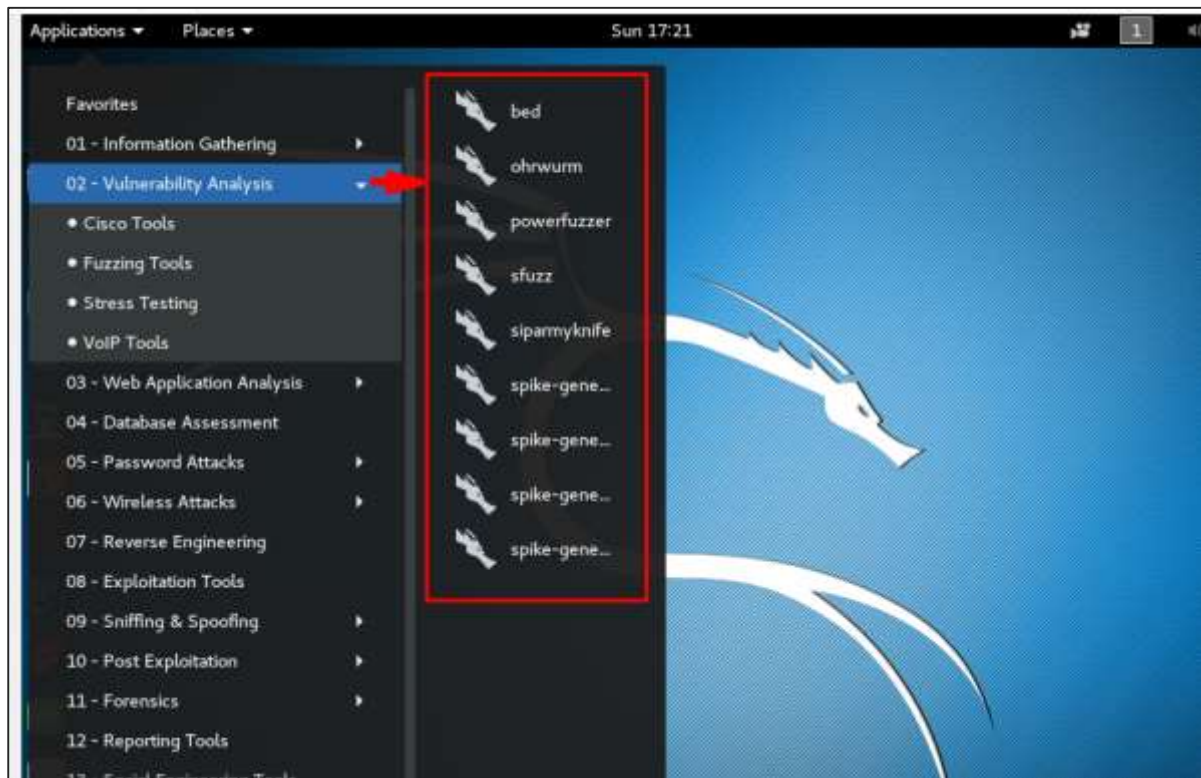 Applications Places Sun 17:21 1
Favorites
01 - Information Gathering
02 - Vulnerability Analysis
• Cisco Tools
• Fuzzing Tools
• Stress Testing
• VoIP Tools
03 - Web Application Analysis
04 - Database Assessment
05 - Password Attacks
06 - Wireless Attacks
07 - Reverse Engineering
08 - Exploitation Tools
09 - Sniffing & Spoofing
10 - Post Exploitation
11 - Forensics
12 - Reporting Tools
bed
ohrwurm
powerfuzzer
sfuzz
siparmyknife
spike-gene...
spike-gene...
spike-gene...
spike-gene...